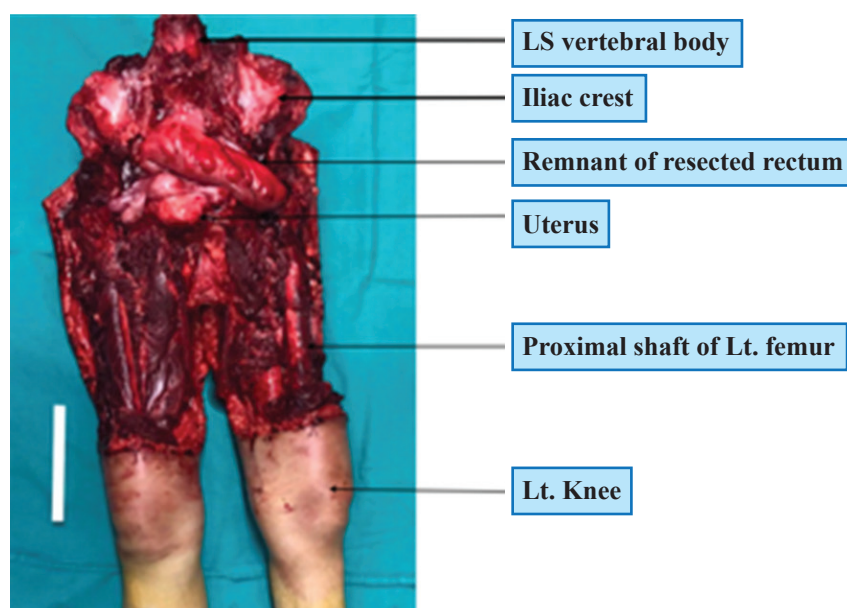 LS vertebral body
Iliac crest
Remnant of resected rectum
Uterus
Proximal shaft of Lt. femur
Lt. Knee